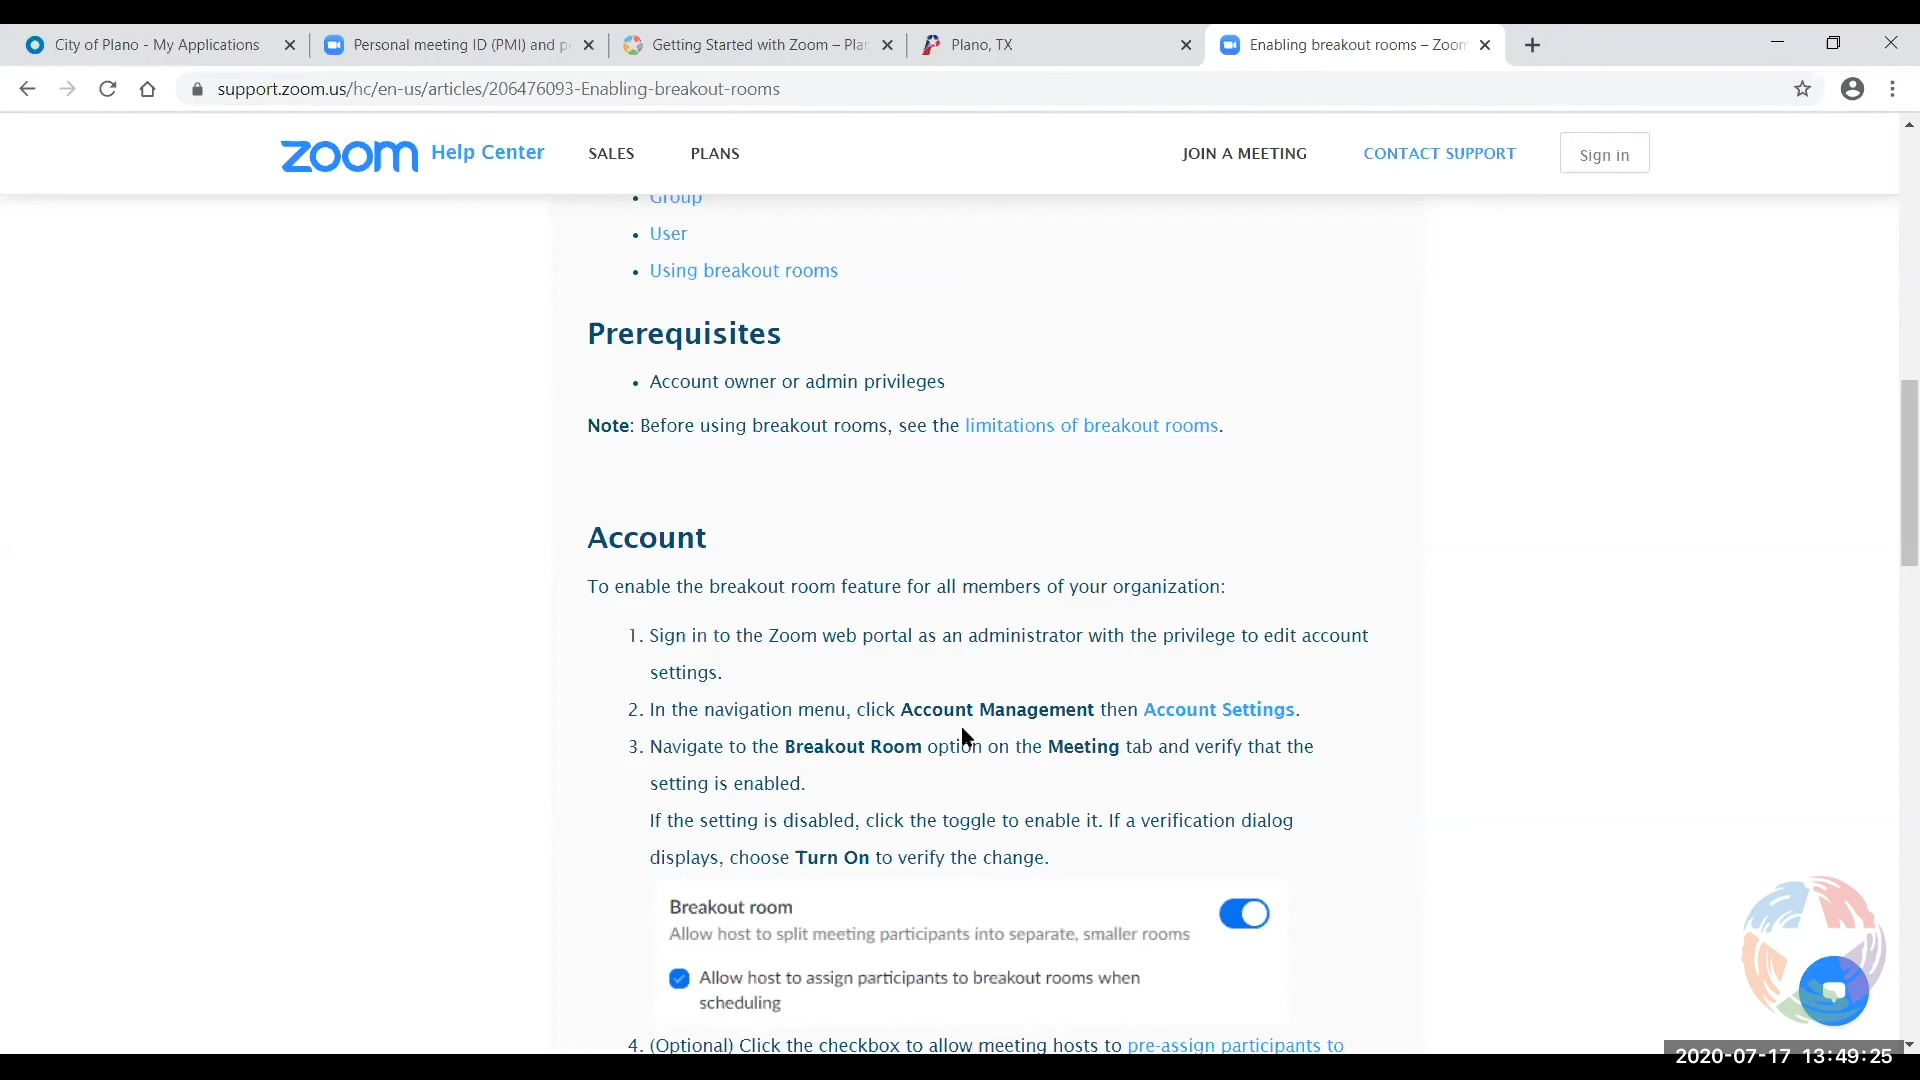 City of Plano - My Applications
Personal meeting ID (PMI) and p
Getting Started with Zoom – Plan
Plano, TX
Enabling breakout rooms – Zoom
support.zoom.us/hc/en-us/articles/206476093-Enabling-breakout-rooms
zoom Help Center SALES PLANS JOIN A MEETING CONTACT SUPPORT Sign in
• Group
• User
• Using breakout rooms
Prerequisites
• Account owner or admin privileges
Note: Before using breakout rooms, see the limitations of breakout rooms.
Account
To enable the breakout room feature for all members of your organization:
1. Sign in to the Zoom web portal as an administrator with the privilege to edit account
settings.
2. In the navigation menu, click Account Management then Account Settings.
3. Navigate to the Breakout Room option on the Meeting tab and verify that the
setting is enabled.
If the setting is disabled, click the toggle to enable it. If a verification dialog
displays, choose Turn On to verify the change.
Breakout room
Allow host to split meeting participants into separate, smaller rooms
Allow host to assign participants to breakout rooms when
scheduling
4. (Optional) Click the checkbox to allow meeting hosts to pre-assign participants to
2020-07-17 13:49:25